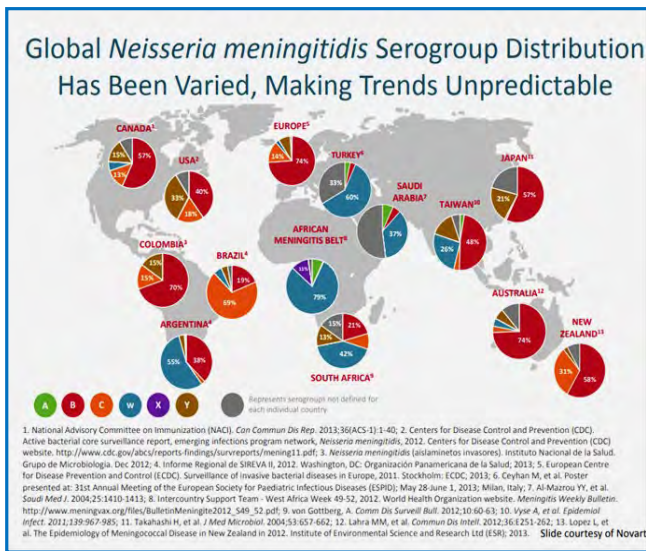 Global Neisseria meningitidis Serogroup Distribution
Has Been Varied, Making Trends Unpredictable
CANADA¹
57%
13%
15%
USA²
40%
18%
33%
EUROPE⁵
74%
14%
TURKEY⁶
60%
33%
SAUDI
ARABIA⁷
37%
TAIWAN¹⁰
48%
26%
JAPAN¹¹
57%
21%
COLOMBIA³
70%
15%
15%
BRAZIL⁴
19%
69%
AFRICAN
MENINGITIS BELT⁸
79%
11%
ARGENTINA⁴
38%
55%
SOUTH AFRICA⁹
21%
42%
13%
15%
AUSTRALIA¹²
74%
NEW
ZEALAND¹³
58%
31%
A B C W X Y
Represents serogroups not defined for
each individual country.
1. National Advisory Committee on Immunization (NACI). Can Commun Dis Rep. 2013;36(ACS-1):1-40; 2. Centers for Disease Control and Prevention (CDC).
Active bacterial core surveillance report, emerging infections program network, Neisseria meningitidis, 2012. Centers for Disease Control and Prevention (CDC)
website. http://www.cdc.gov/abcs/reports-findings/survreports/mening11.pdf; 3. Neisseria meningitidis (aislaminetos invasores). Instituto Nacional de la Salud.
Grupo de Microbiologia. Dec 2012; 4. Informe Regional de SIREVA II, 2012. Washington, DC: Organización Panamericana de la Salud, 2013; 5. European Centre
for Disease Prevention and Control (ECDC). Surveillance of invasive bacterial diseases in Europe, 2011. Stockholm: ECDC; 2013; 6. Ceyhan M, et al. Poster
presented at: 31st Annual Meeting of the European Society for Paediatric Infectious Diseases (ESPID); May 28-June 1, 2013; Milan, Italy; 7. Al-Mazrou YY, et al.
Saudi Med J. 2004;25:1410-1413; 8. Intercountry Support Team - West Africa Week 49-52, 2012. World Health Organization website. Meningitis Weekly Bulletin.
http://www.meningvax.org/files/BulletinMeningite2012_S49_52.pdf; 9. von Gottberg, A. Comm Dis Surveill Bull. 2012;10:60-63; 10. Vyse A, et al. Epidemiol
Infect. 2011;139:967-985; 11. Takahashi H, et al. J Med Microbiol. 2004;53:657-662; 12. Lahra MM, et al. Commun Dis Intell. 2012;36:E251-262; 13. Lopez L, et
al. The Epidemiology of Meningococcal Disease in New Zealand in 2012. Institute of Environmental Science and Research Ltd (ESR); 2013.
Slide courtesy of Novart